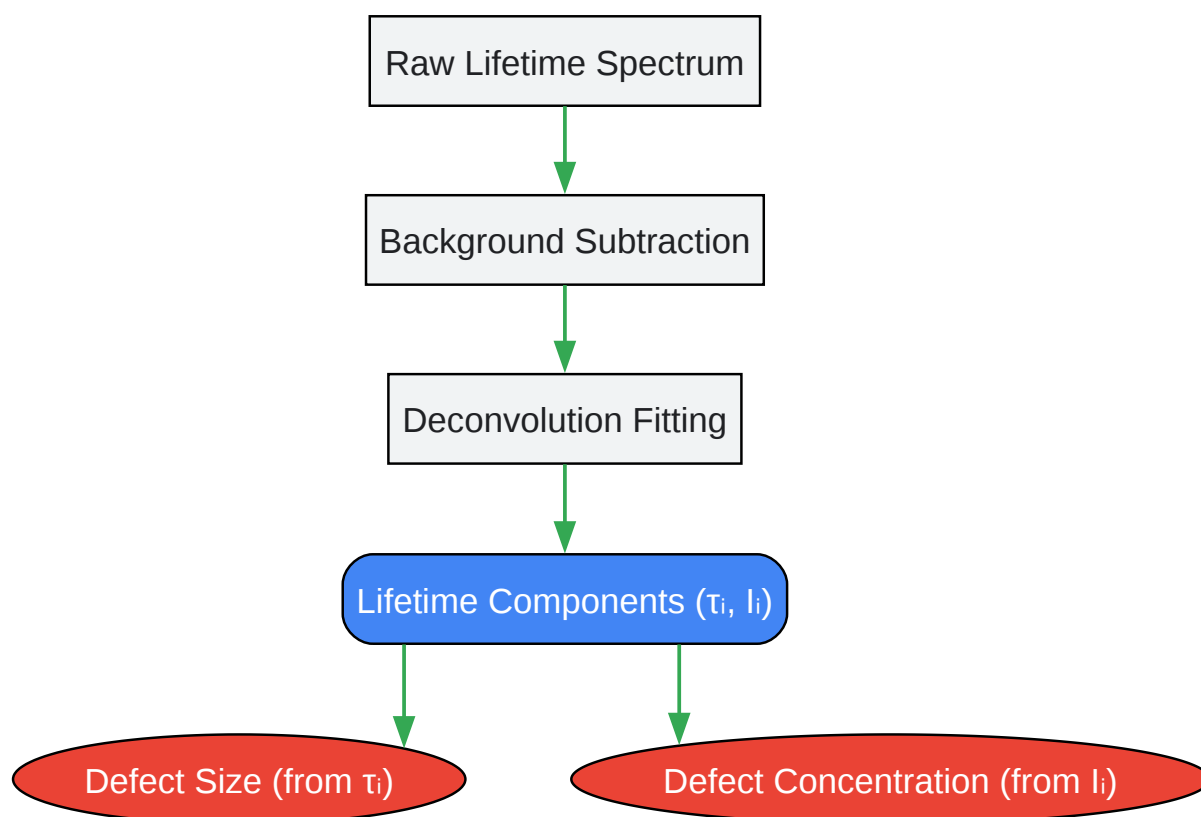 Raw Lifetime Spectrum
Background Subtraction
Deconvolution Fitting
Lifetime Components (τᵢ, Iᵢ)
Defect Size (from τᵢ)
Defect Concentration (from Iᵢ)